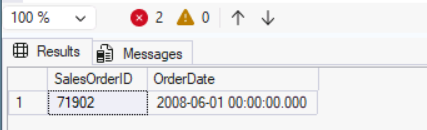 100 % 2 0
Results Messages
SalesOrderID OrderDate
1 71902 2008-06-01 00:00:00.000